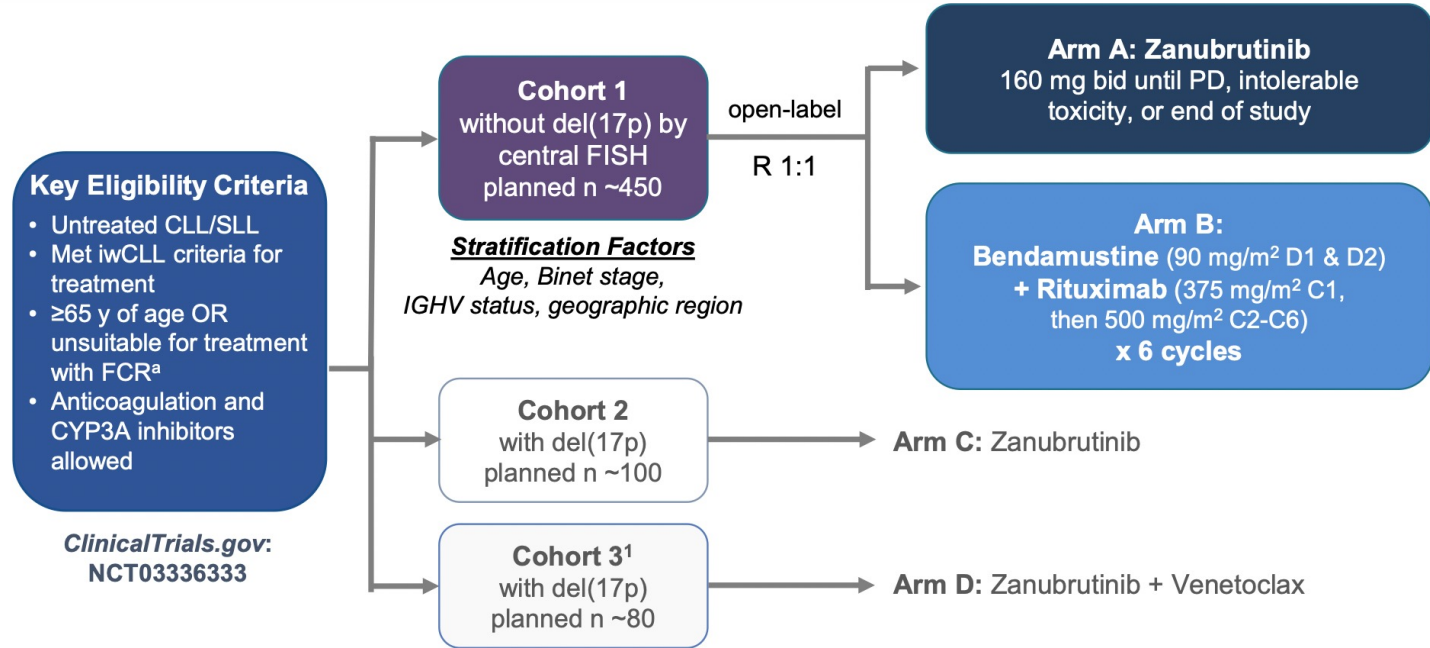 Key Eligibility Criteria
• Untreated CLL/SLL
• Met iwCLL criteria for
treatment
• ≥65 y of age OR
unsuitable for treatment
with FCRᵃ
• Anticoagulation and
CYP3A inhibitors
allowed
ClinicalTrials.gov:
NCT03336333
Cohort 1
without del(17p) by
central FISH
planned n ~450
Stratification Factors
Age, Binet stage,
IGHV status, geographic region
open-label
R 1:1
Arm A: Zanubrutinib
160 mg bid until PD, intolerable
toxicity, or end of study
Arm B:
Bendamustine (90 mg/m² D1 & D2)
+ Rituximab (375 mg/m² C1,
then 500 mg/m² C2-C6)
x 6 cycles
Cohort 2
with del(17p)
planned n ~100
Arm C: Zanubrutinib
Cohort 3¹
with del(17p)
planned n ~80
Arm D: Zanubrutinib + Venetoclax